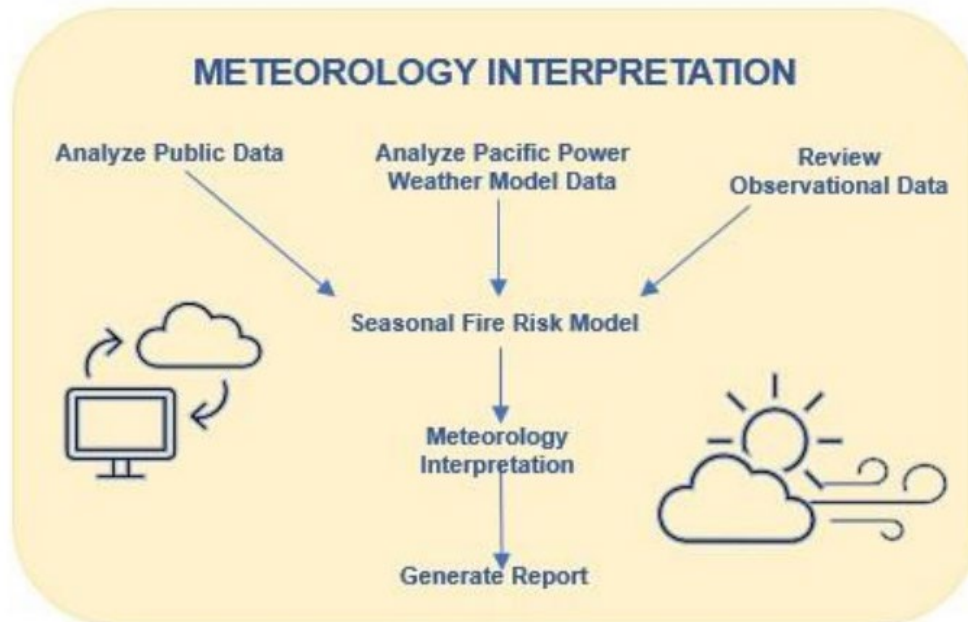 METEOROLOGY INTERPRETATION
Analyze Public Data
Analyze Pacific Power
Weather Model Data
Review
Observational Data
Seasonal Fire Risk Model
Meteorology
Interpretation
Generate Report